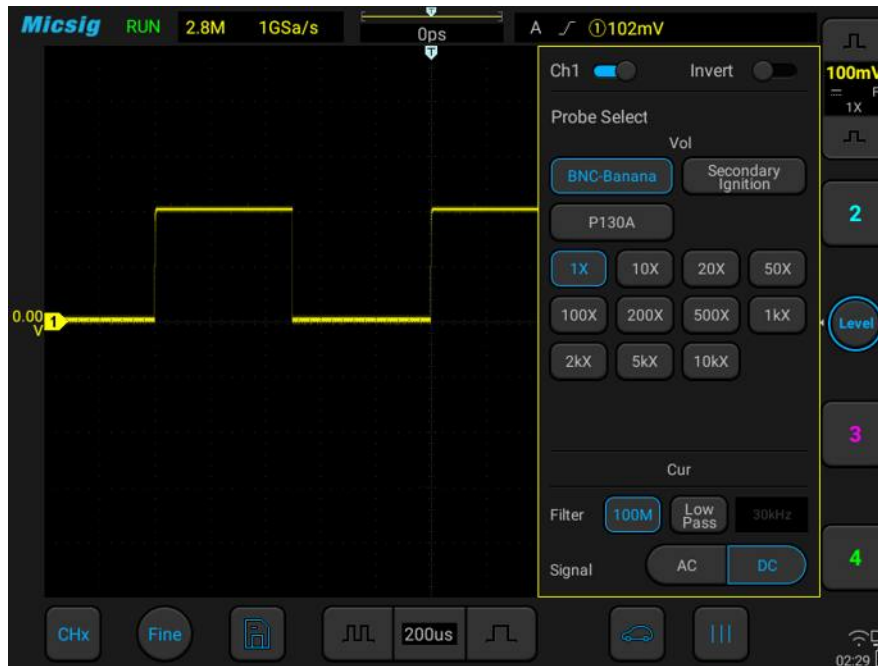 Micsig RUN 2.8M 1GSa/s 0ps A ①102mV
T
T
Ch1 Invert
100mV
F
1X
Probe Select
Vol
BNC-Banana Secondary Ignition
P130A
2
1X 10X 20X 50X
100X 200X 500X 1kX
0.00 V 1
Level
2kX 5kX 10kX
3
Cur
Filter 100M Low Pass 30kHz
Signal AC DC
4
CHx Fine 200us
02:29